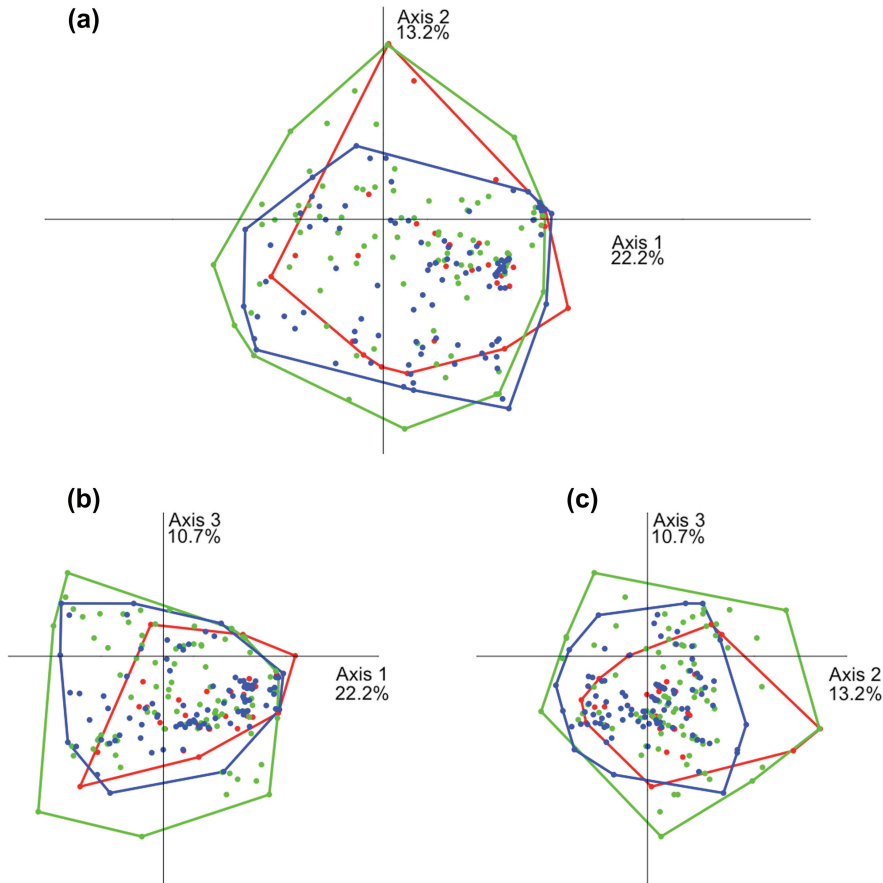 (a)
Axis 2
13.2%
Axis 1
22.2%
(b)
Axis 3
10.7%
Axis 1
22.2%
(c)
Axis 3
10.7%
Axis 2
13.2%